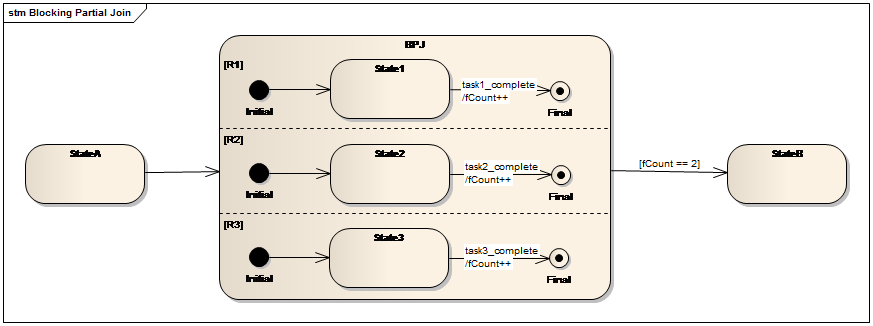 stm Blocking Partial Join
BPJ
[R1]
State1
task1_complete
/fCount++
Initial
Final
StateA
[R2]
State2
task2_complete
/fCount++
Initial
Final
[fCount == 2]
StateB
[R3]
State3
task3_complete
/fCount++
Initial
Final